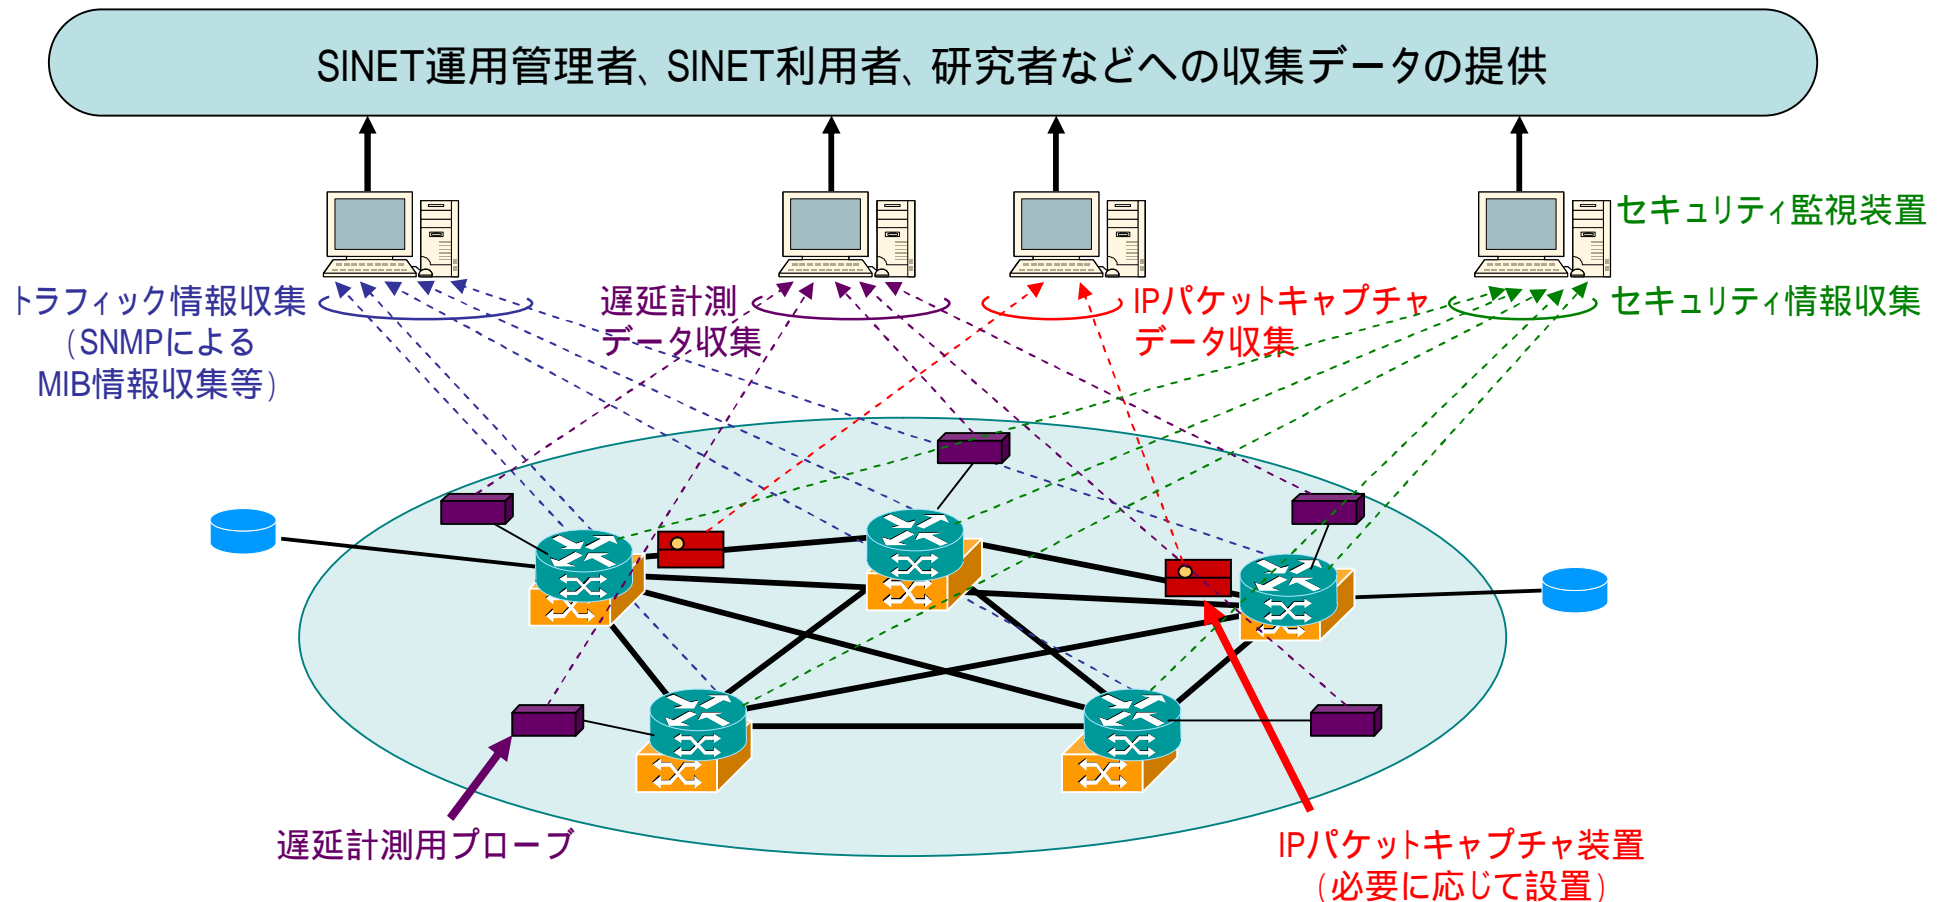 SINET運用管理者、SINET利用者、研究者などへの収集データの提供
セキュリティ監視装置
トラフィック情報収集
（SNMPによる
MIB情報収集等）
遅延計測
データ収集
IPパケットキャプチャ
データ収集
セキュリティ情報収集
遅延計測用プローブ
IPパケットキャプチャ装置
（必要に応じて設置）